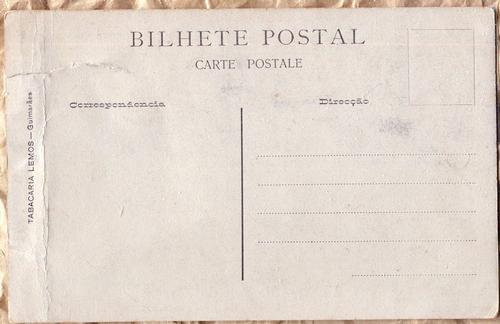 BILHETE POSTAL
CARTE POSTALE
Correspondencia
Direcção
TABACARIA LEMOS — Guimarães